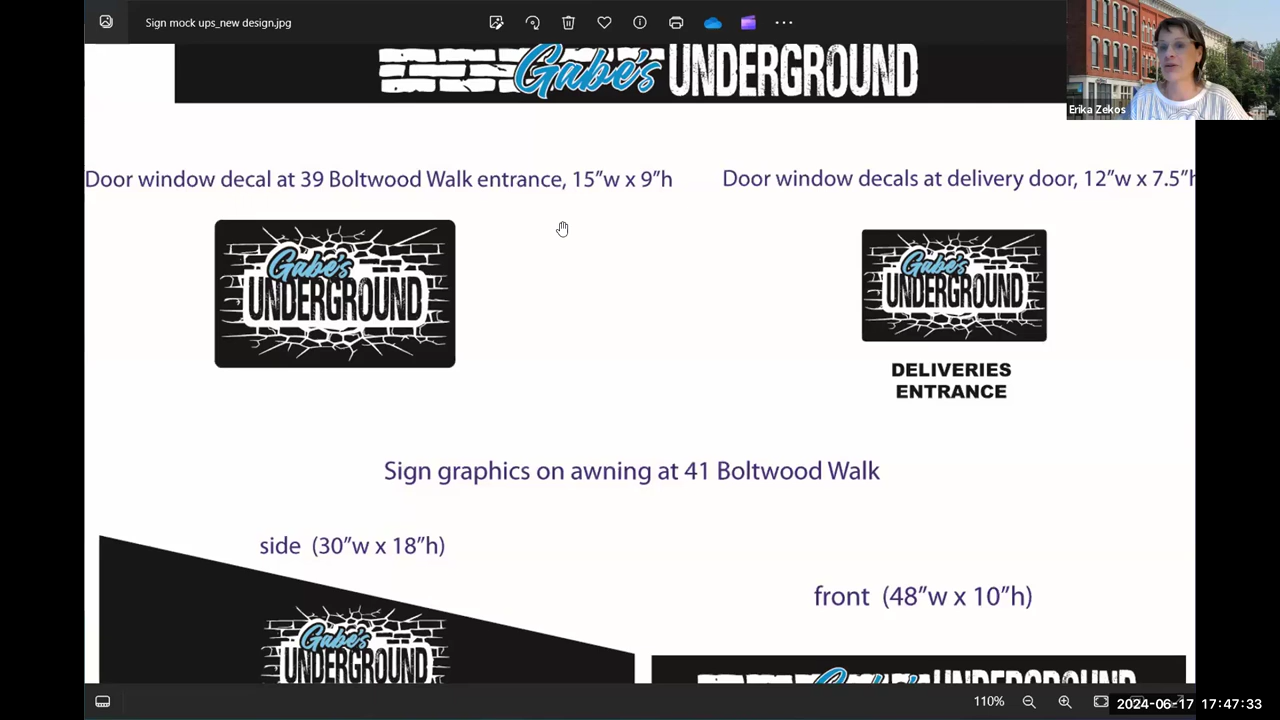 Sign mock ups_new design.jpg
Gabe's UNDERGROUND
Erika Zekos
Door window decal at 39 Boltwood Walk entrance, 15”w x 9”h
Door window decals at delivery door, 12”w x 7.5”h
Gabe's
UNDERGROUND
Gabe's
UNDERGROUND
DELIVERIES
ENTRANCE
Sign graphics on awning at 41 Boltwood Walk
side (30”w x 18”h)
front (48”w x 10”h)
Gabe's
UNDERGROUND
Gabe's UNDERGROUND
110%
2024-06-17 17:47:33